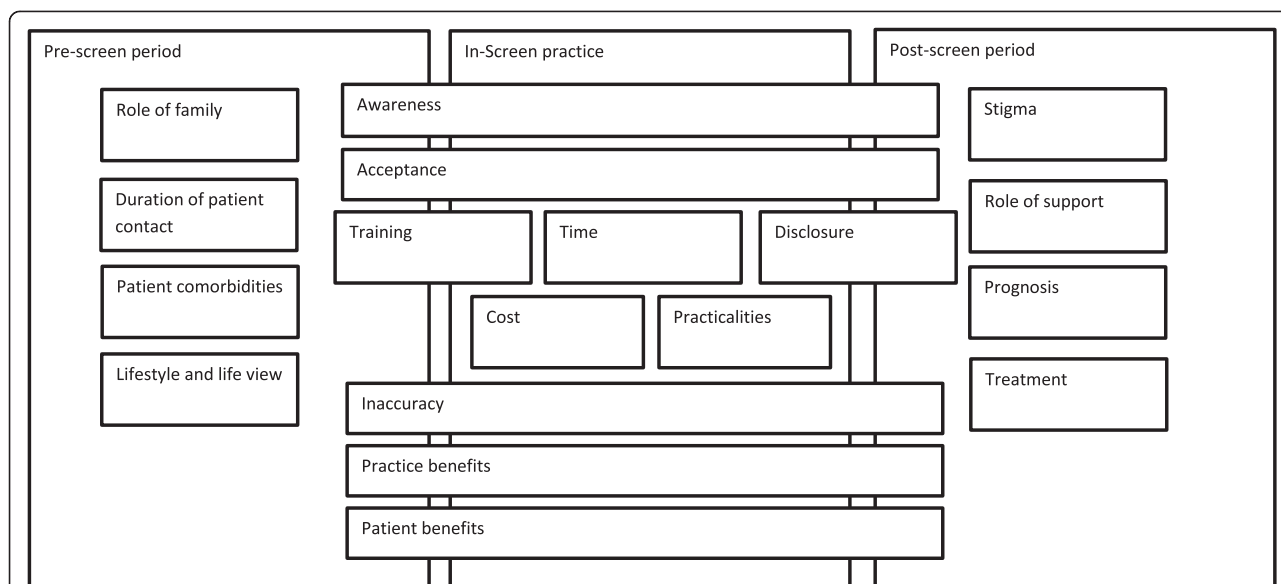 Pre-screen period
In-Screen practice
Post-screen period
Role of family
Duration of patient
contact
Patient comorbidities
Lifestyle and life view
Awareness
Acceptance
Training
Time
Disclosure
Cost
Practicalities
Inaccuracy
Practice benefits
Patient benefits
Stigma
Role of support
Prognosis
Treatment